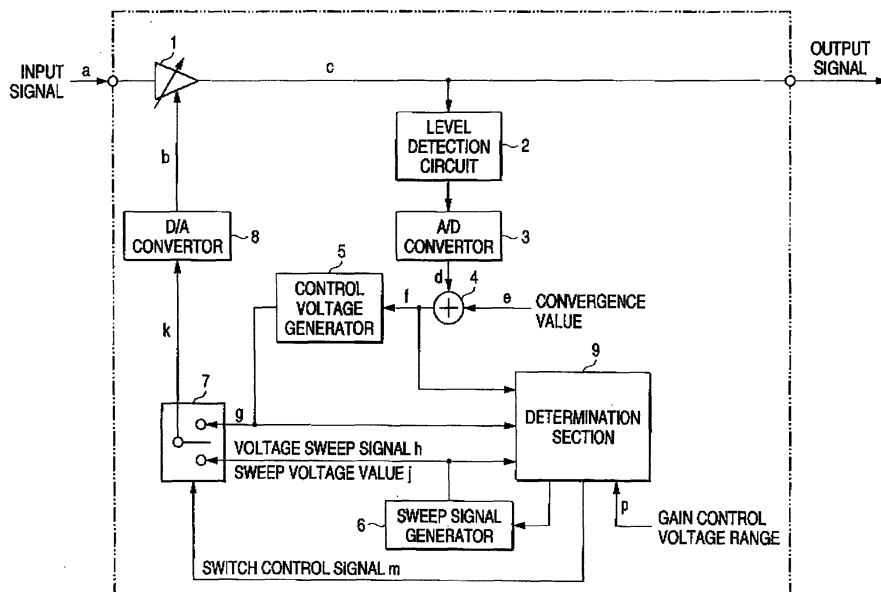 1
INPUT
SIGNAL
a
c
OUTPUT
SIGNAL
LEVEL
DETECTION
CIRCUIT
2
b
D/A
CONVERTOR
8
A/D
CONVERTOR
3
5
CONTROL
VOLTAGE
GENERATOR
d
4
f
e
CONVERGENCE
VALUE
k
9
DETERMINATION
SECTION
7
g
VOLTAGE SWEEP SIGNAL h
SWEEP VOLTAGE VALUE j
6
SWEEP SIGNAL
GENERATOR
p
GAIN CONTROL
VOLTAGE RANGE
SWITCH CONTROL SIGNAL m